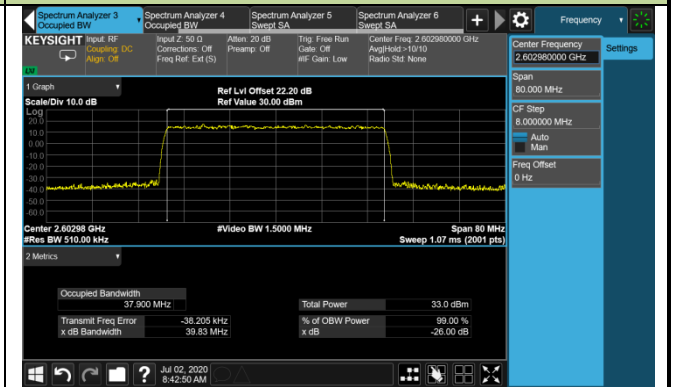 Spectrum Analyzer 3
Occupied BW
Spectrum Analyzer 4
Occupied BW
Spectrum Analyzer 5
Swept SA
Spectrum Analyzer 6
Swept SA
Frequency
KEYSIGHT
Input: RF
Coupling: DC
Align: Off
Input Z: 50 Ω
Corrections: Off
Freq Ref: Ext (S)
Atten: 20 dB
Preamp: Off
Trig: Free Run
Gate: Off
#IF Gain: Low
Center Freq: 2.602980000 GHz
Avg|Hold:>10/10
Radio Std: None
LV
Center Frequency
2.602980000 GHz
Settings
Span
80.000 MHz
CF Step
8.000000 MHz
Auto
Man
Freq Offset
0 Hz
1 Graph
Scale/Div 10.0 dB
Ref Lvl Offset 22.20 dB
Ref Value 30.00 dBm
Log
20.0
10.0
0.00
-10.0
-20.0
-30.0
-40.0
-50.0
-60.0
Center 2.60298 GHz
#Res BW 510.00 kHz
#Video BW 1.5000 MHz
Span 80 MHz
Sweep 1.07 ms (2001 pts)
2 Metrics
Occupied Bandwidth
37.900 MHz
Total Power
33.0 dBm
Transmit Freq Error
-38.205 kHz
% of OBW Power
99.00 %
x dB Bandwidth
39.83 MHz
x dB
-26.00 dB
?
Jul 02, 2020
8:42:50 AM